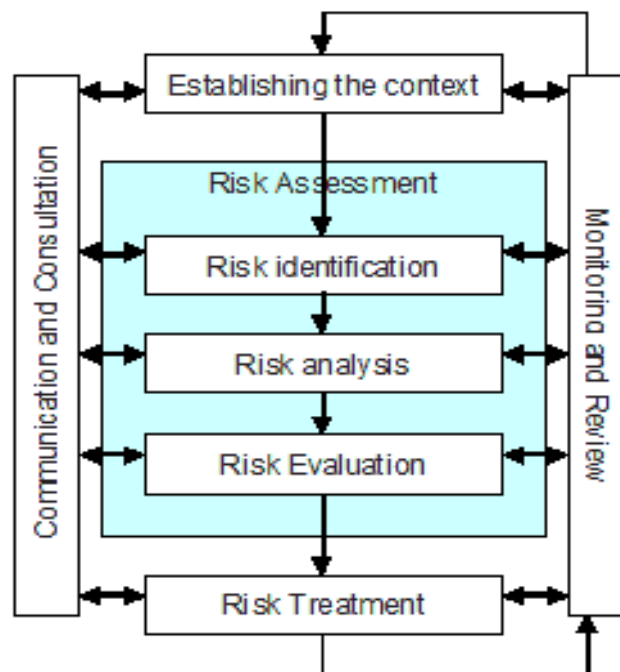 Establishing the context
Communication and Consultation
Risk Assessment
Monitoring and Review
Risk identification
Risk analysis
Risk Evaluation
Risk Treatment